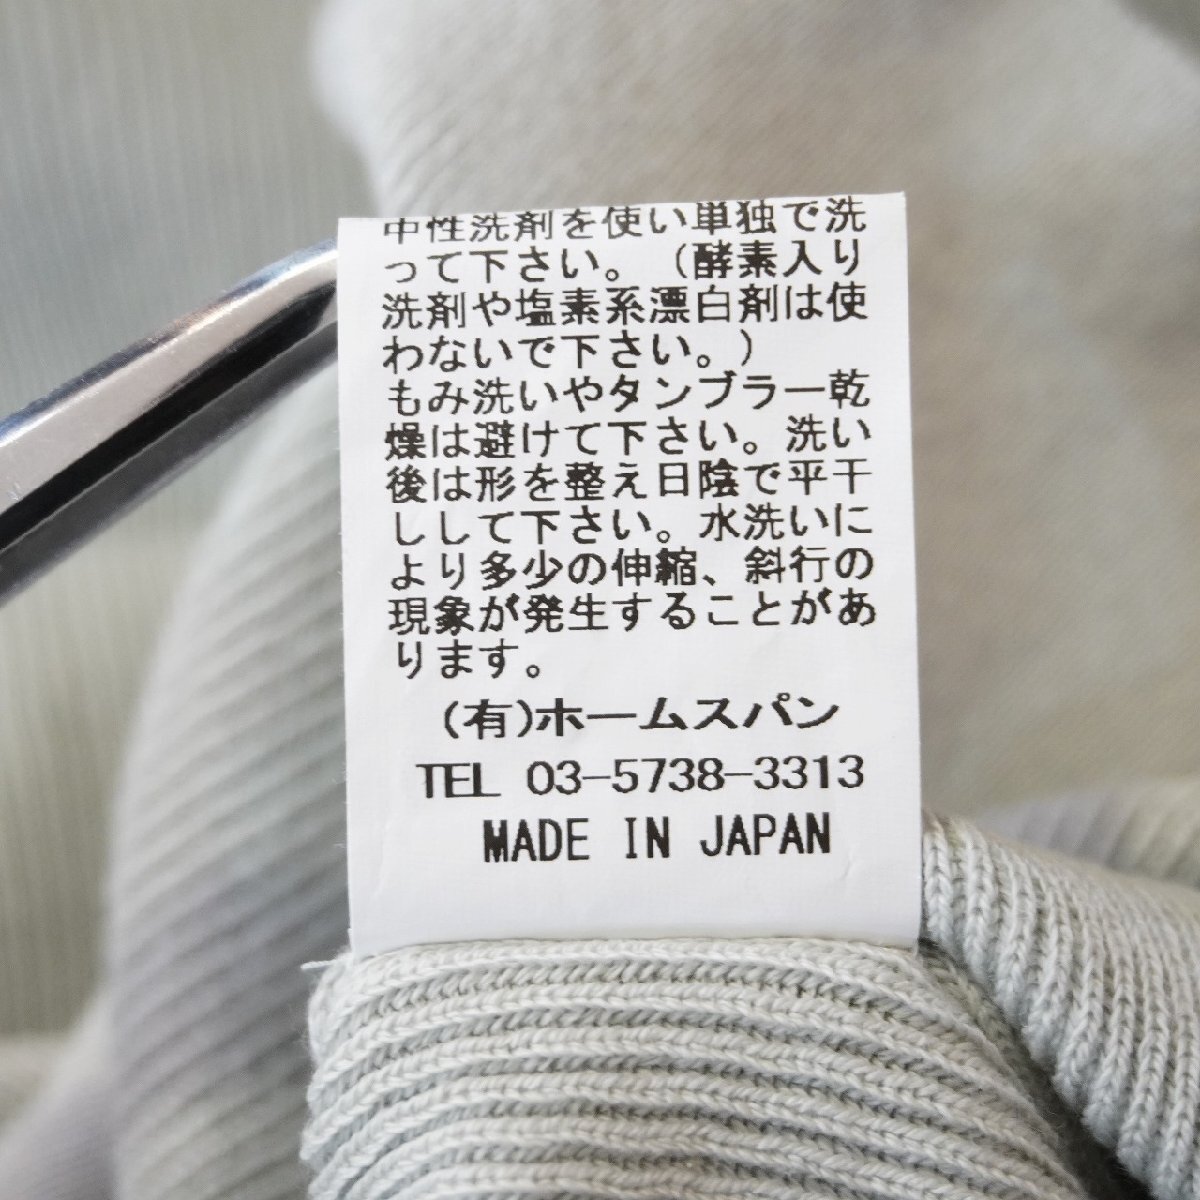 中性洗剤を使い単独で洗
って下さい。（酵素入り
洗剤や塩素系漂白剤は使
わないで下さい。）
もみ洗いやタンブラー乾
燥は避けて下さい。洗い
後は形を整え日陰で平干
しして下さい。水洗いに
より多少の伸縮、斜行の
現象が発生することがあ
ります。
(有)ホームスパン
TEL 03-5738-3313
MADE IN JAPAN